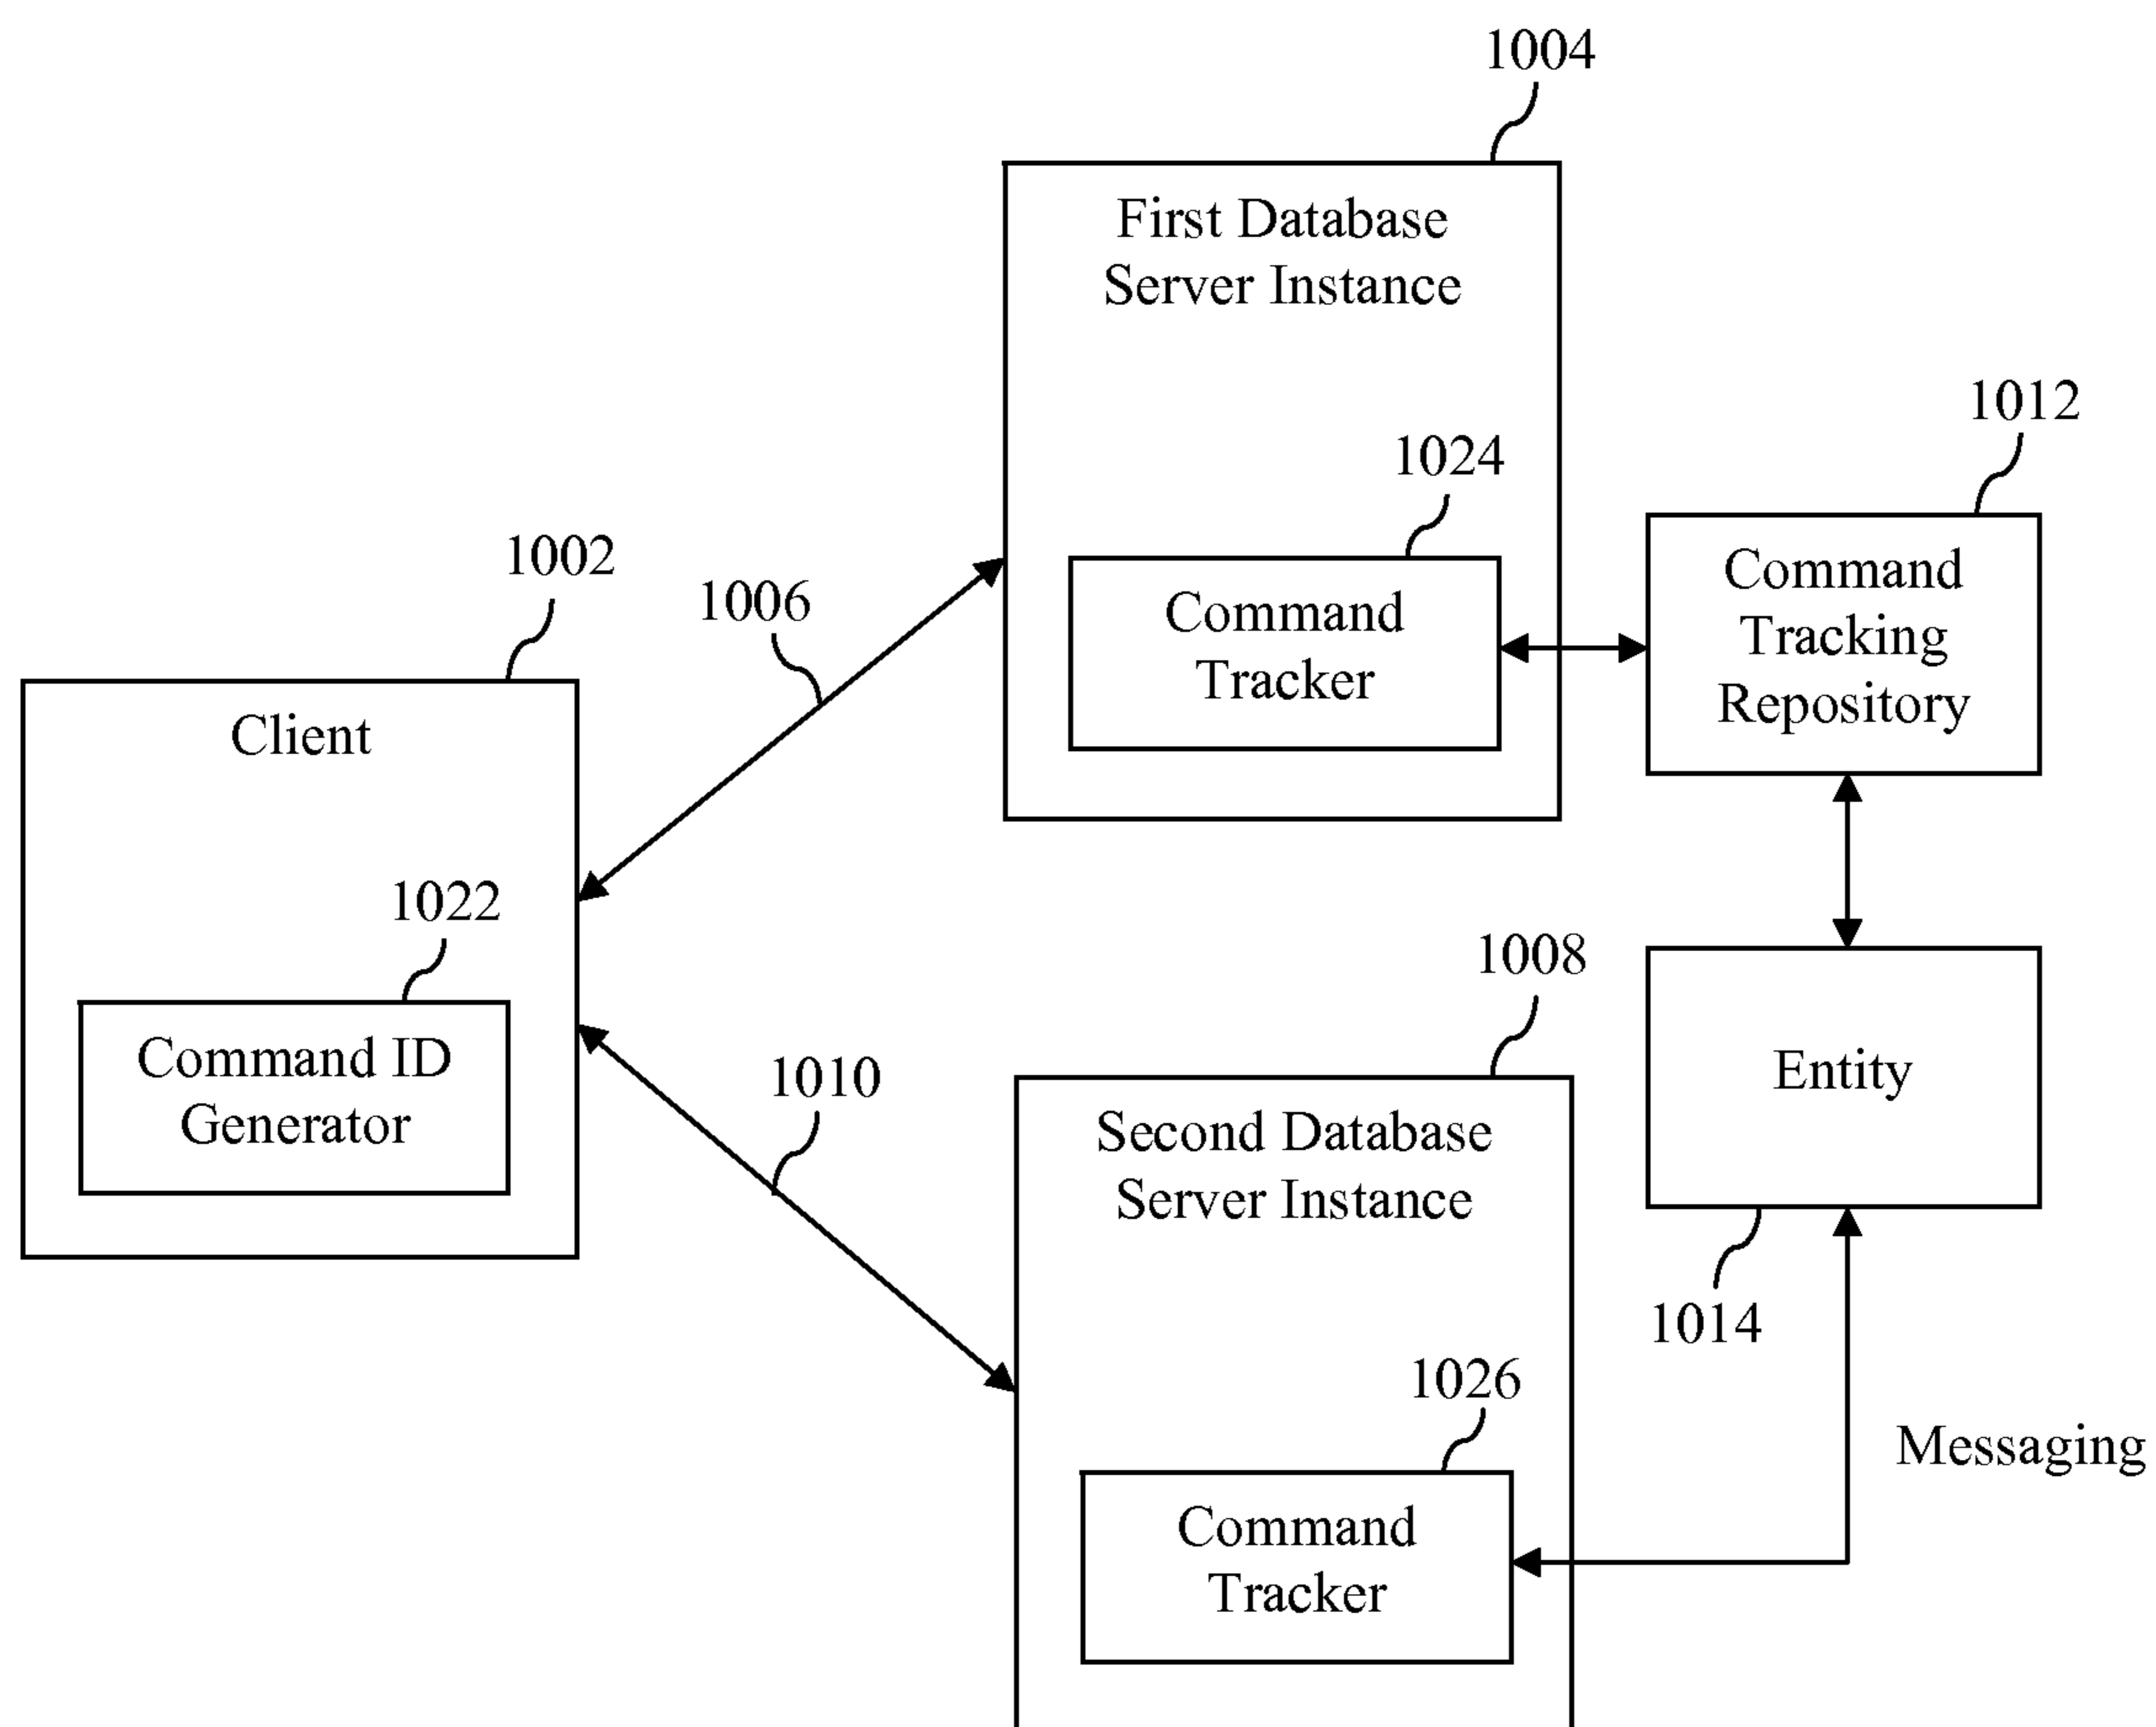 1004
First Database
Server Instance
1012
1024
Command
Tracking
Repository
1002
1006
Command
Tracker
Client
1022
1008
Command ID
Generator
1010
Entity
Second Database
Server Instance
1014
1026
Messaging
Command
Tracker